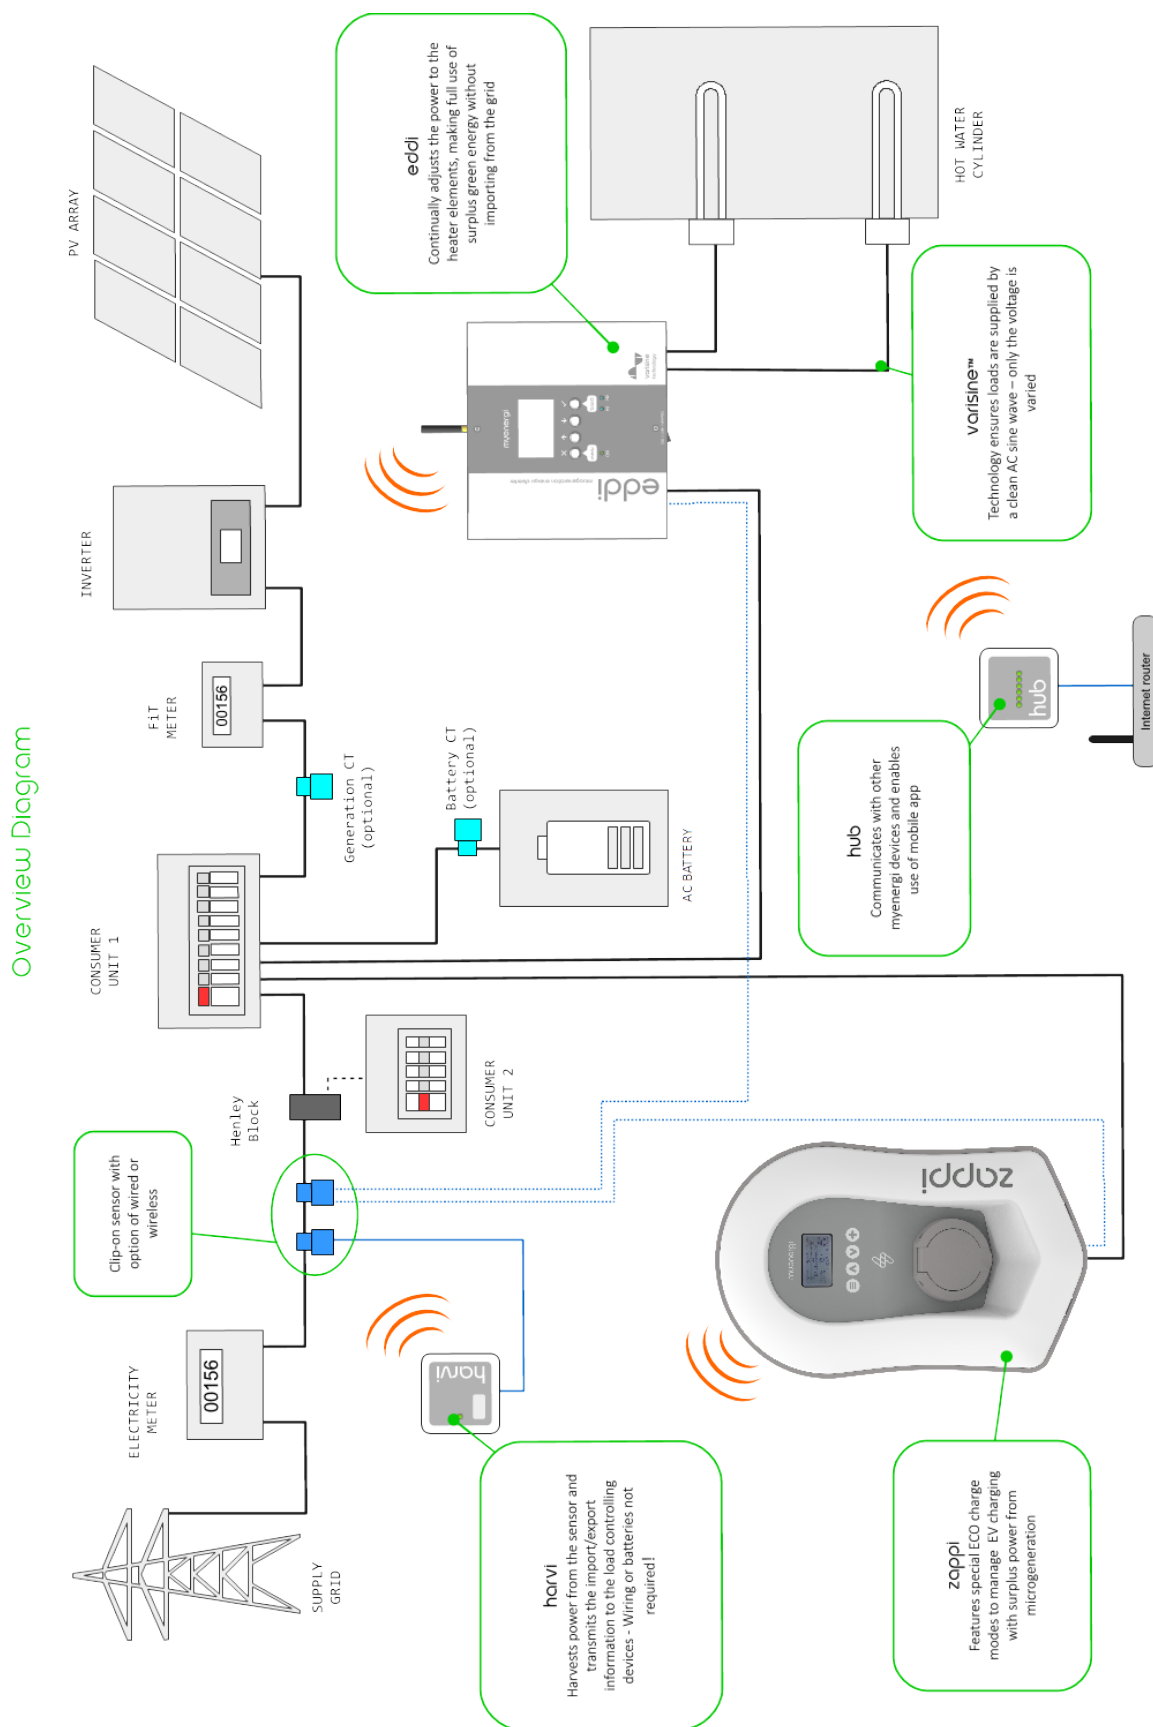 Overview Diagram
SUPPLY
GRID
ELECTRICITY
METER
00156
Clip-on sensor with
option of wired or
wireless
Henley
Block
CONSUMER
UNIT 1
CONSUMER
UNIT 2
Generation CT
(optional)
FiT
METER
00156
INVERTER
PV ARRAY
Battery CT
(optional)
AC BATTERY
harvi
harvi
Harvests power from the sensor and
transmits the import/export
information to the load controlling
devices - Wiring or batteries not
required!
eddi
Continually adjusts the power to the
heater elements, making full use of
surplus green energy without
importing from the grid
eddi
microgeneration energy diverter
myenergi
varisine
technology
HOT WATER
CYLINDER
varisine™
Technology ensures loads are supplied by
a clean AC sine wave – only the voltage is
varied
hub
Communicates with other
myenergi devices and enables
use of mobile app
hub
Internet router
zappi
myenergi
zappi
Features special ECO charge
modes to manage EV charging
with surplus power from
microgeneration